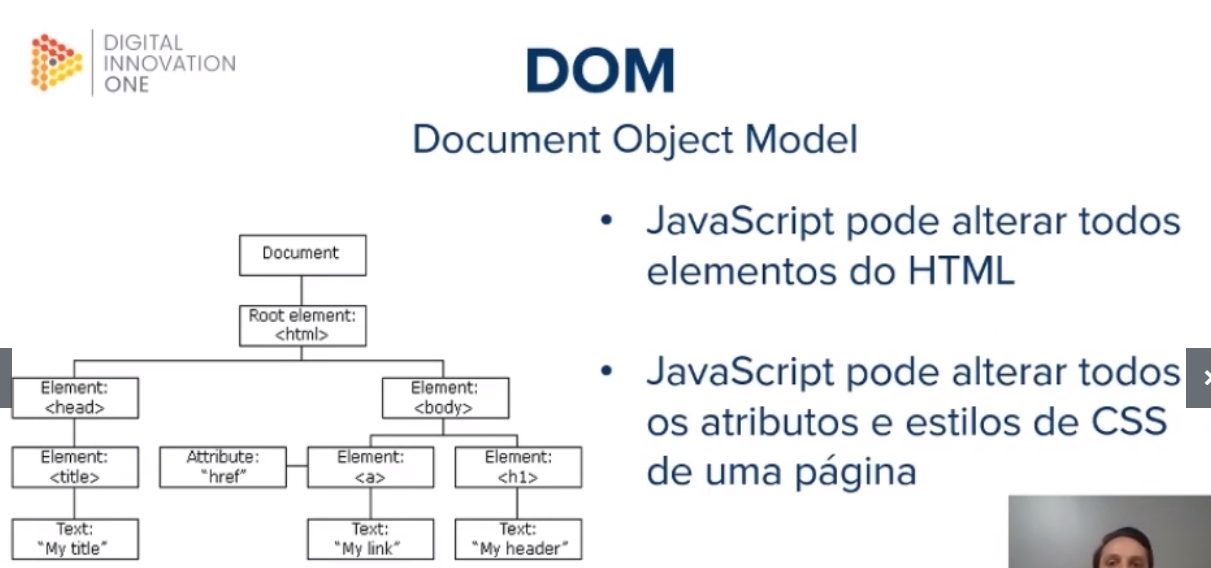 DIGITAL
INNOVATION
ONE
DOM
Document Object Model
Document
Root element:
<html>
Element:
<head>
Element:
<body>
Element:
<title>
Attribute:
"href"
Element:
<a>
Element:
<h1>
Text:
"My title"
Text:
"My link"
Text:
"My header"
• JavaScript pode alterar todos
elementos do HTML
• JavaScript pode alterar todos
os atributos e estilos de CSS
de uma página